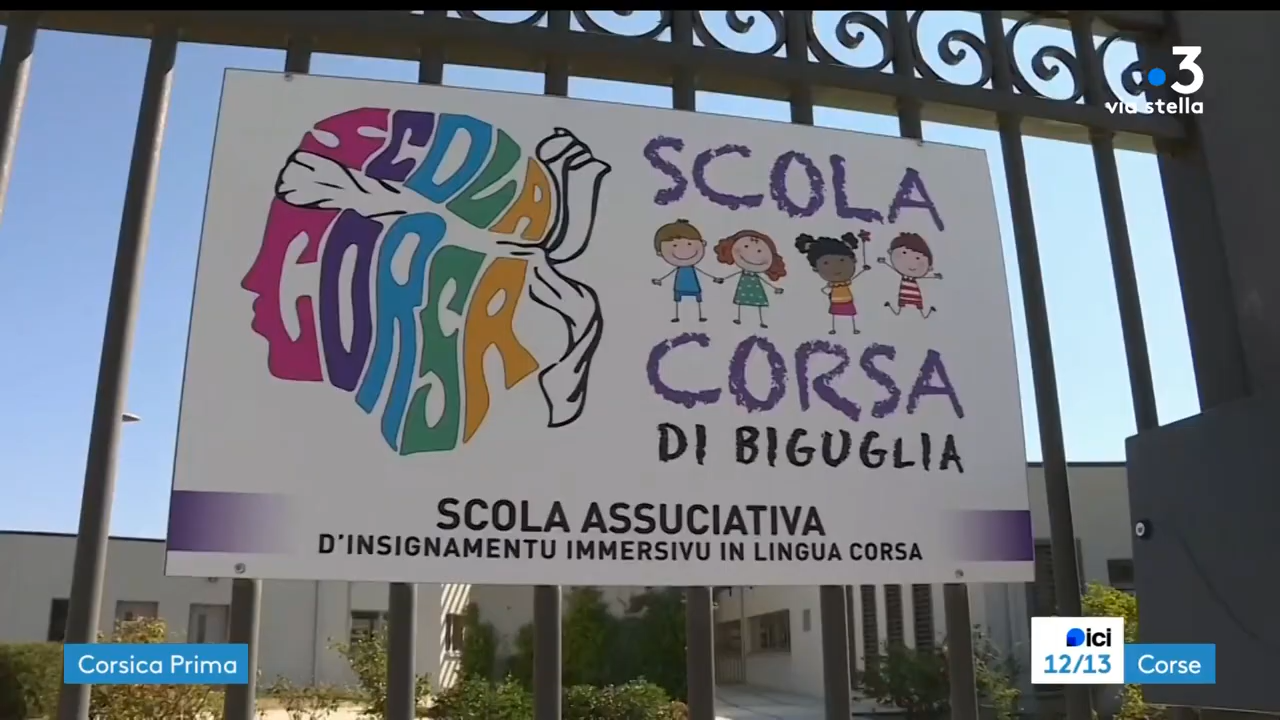 3
via stella
SCOLA
CORSA
SCOLA
CORSA
DI BIGUGLIA
SCOLA ASSUCIATIVA
D'INSIGNAMENTU IMMERSIVU IN LINGUA CORSA
Corsica Prima
ici
12/13 Corse